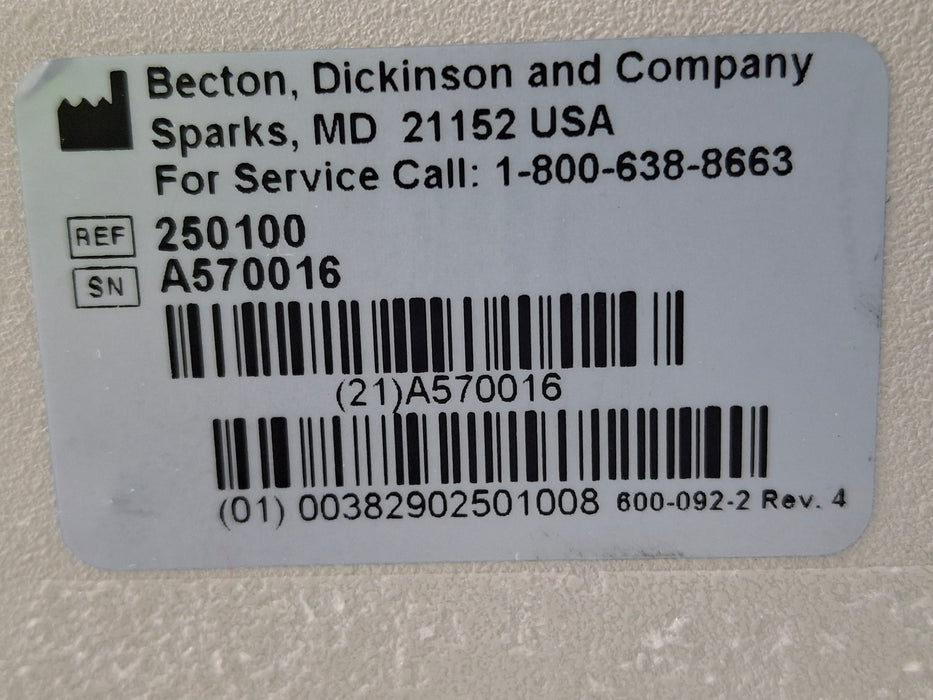 Becton, Dickinson and Company
Sparks, MD 21152 USA
For Service Call: 1-800-638-8663
REF 250100
SN A570016
(21)A570016
(01) 00382902501008 600-092-2 Rev. 4